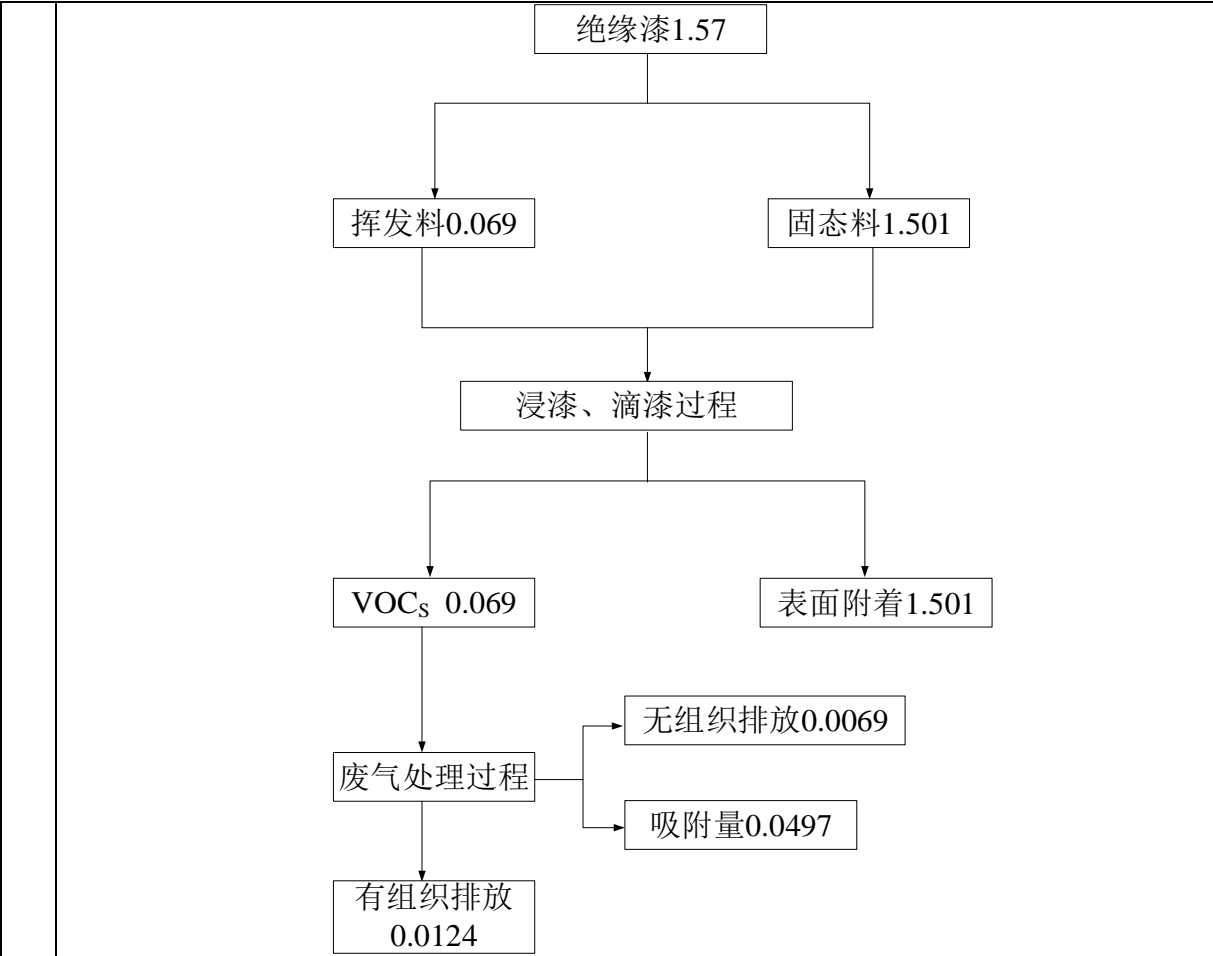 绝缘漆1.57
挥发料0.069
固态料1.501
浸漆、滴漆过程
VOCS 0.069
表面附着1.501
无组织排放0.0069
废气处理过程
吸附量0.0497
有组织排放
0.0124